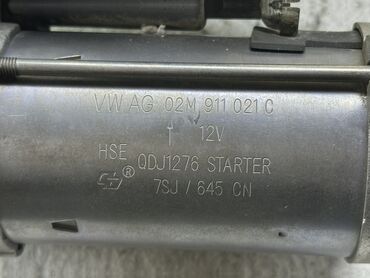 VW AG 02M 911 021 C
T 12V
HSE QDJ1276 STARTER
® 7SJ / 645 CN